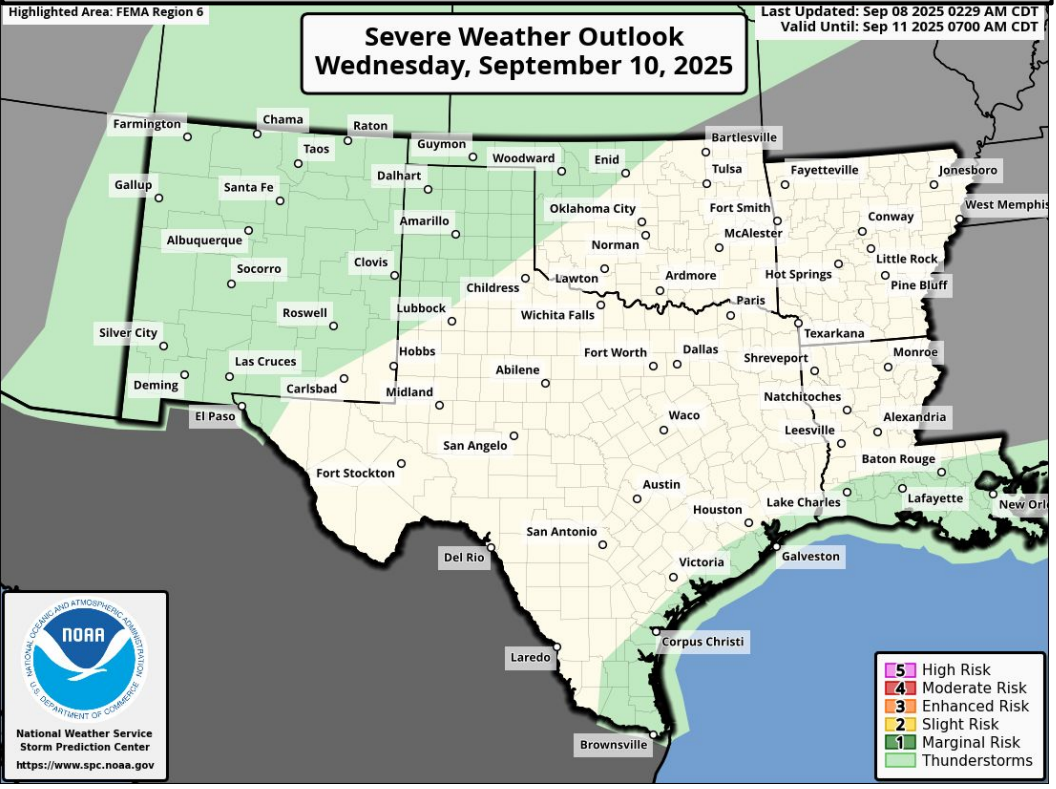 Highlighted Area: FEMA Region 6
Last Updated: Sep 08 2025 0229 AM CDT
Valid Until: Sep 11 2025 0700 AM CDT
Severe Weather Outlook
Wednesday, September 10, 2025
Farmington
Chama
Raton
Taos
Guymon
Woodward
Enid
Bartlesville
Tulsa
Fayetteville
Jonesboro
Gallup
Santa Fe
Dalhart
West Memphis
Oklahoma City
Fort Smith
Conway
Albuquerque
Amarillo
Norman
McAlester
Little Rock
Socorro
Clovis
Childress
Lawton
Ardmore
Hot Springs
Pine Bluff
Roswell
Lubbock
Wichita Falls
Paris
Texarkana
Silver City
Las Cruces
Hobbs
Fort Worth
Dallas
Shreveport
Monroe
Deming
Carlsbad
Midland
Abilene
Natchitoches
El Paso
San Angelo
Waco
Leesville
Alexandria
Fort Stockton
Austin
Baton Rouge
Houston
Lake Charles
Lafayette
New Orle
Del Rio
San Antonio
Victoria
Galveston
Laredo
Corpus Christi
Brownsville
NATIONAL OCEANIC AND ATMOSPHERIC ADMINISTRATION
NOAA
U.S. DEPARTMENT OF COMMERCE
National Weather Service
Storm Prediction Center
https://www.spc.noaa.gov
5 High Risk
4 Moderate Risk
3 Enhanced Risk
2 Slight Risk
1 Marginal Risk
Thunderstorms